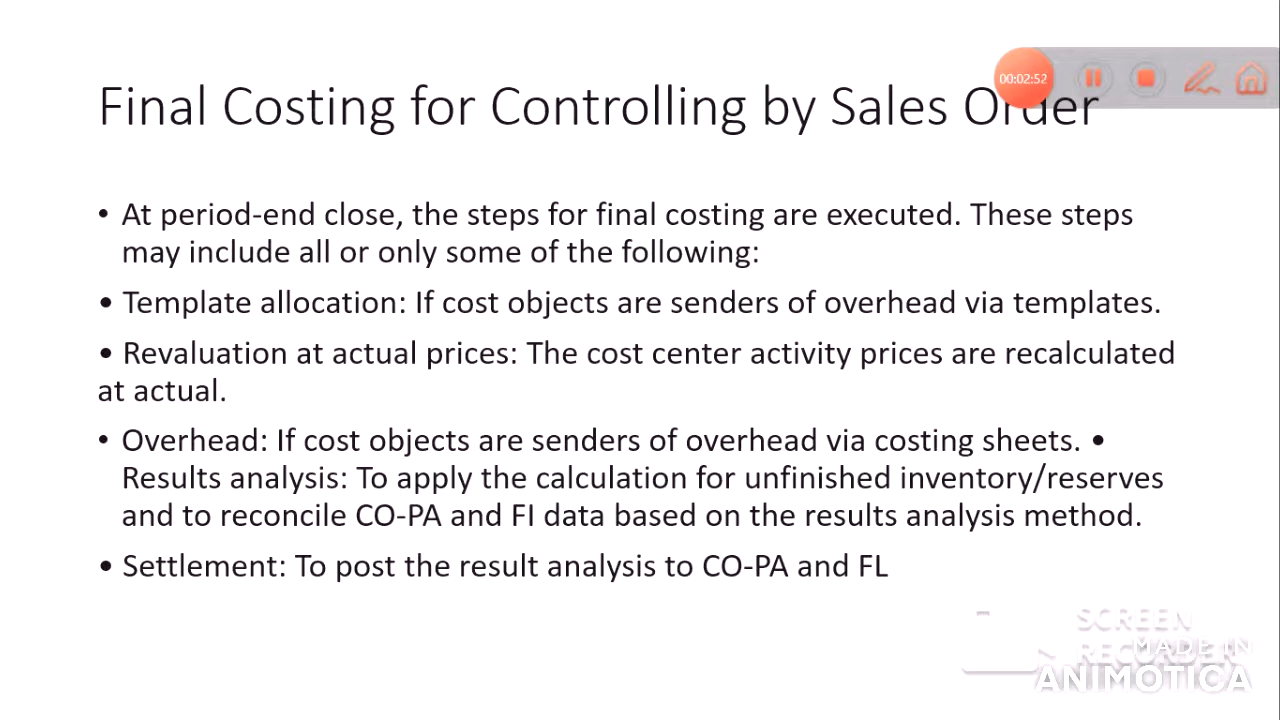 00:02:52
Final Costing for Controlling by Sales Order
• At period-end close, the steps for final costing are executed. These steps
may include all or only some of the following:
• Template allocation: If cost objects are senders of overhead via templates.
• Revaluation at actual prices: The cost center activity prices are recalculated
at actual.
• Overhead: If cost objects are senders of overhead via costing sheets. •
Results analysis: To apply the calculation for unfinished inventory/reserves
and to reconcile CO-PA and FI data based on the results analysis method.
• Settlement: To post the result analysis to CO-PA and FL
SCREEN
RECORDER
MADE IN
ANIMOTICA